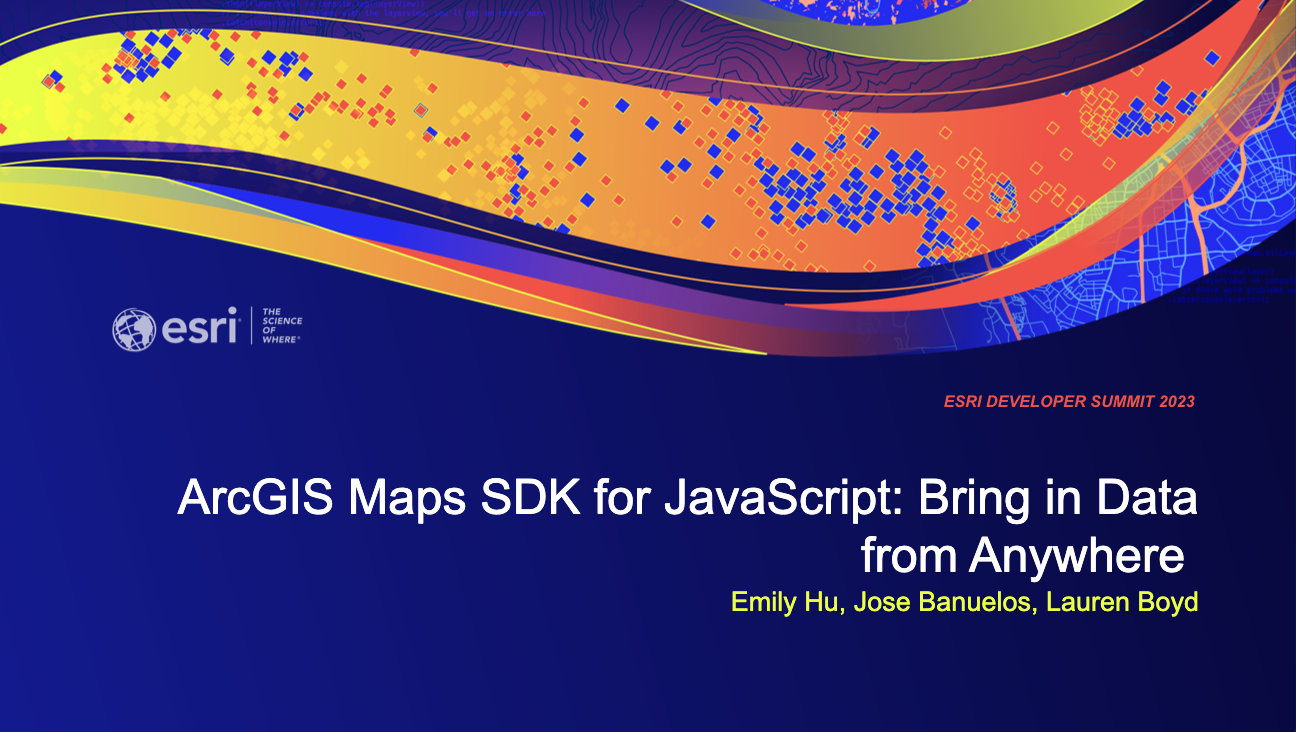 esri
THE
SCIENCE
OF
WHERE®
ESRI DEVELOPER SUMMIT 2023
ArcGIS Maps SDK for JavaScript: Bring in Data
from Anywhere
Emily Hu, Jose Banuelos, Lauren Boyd